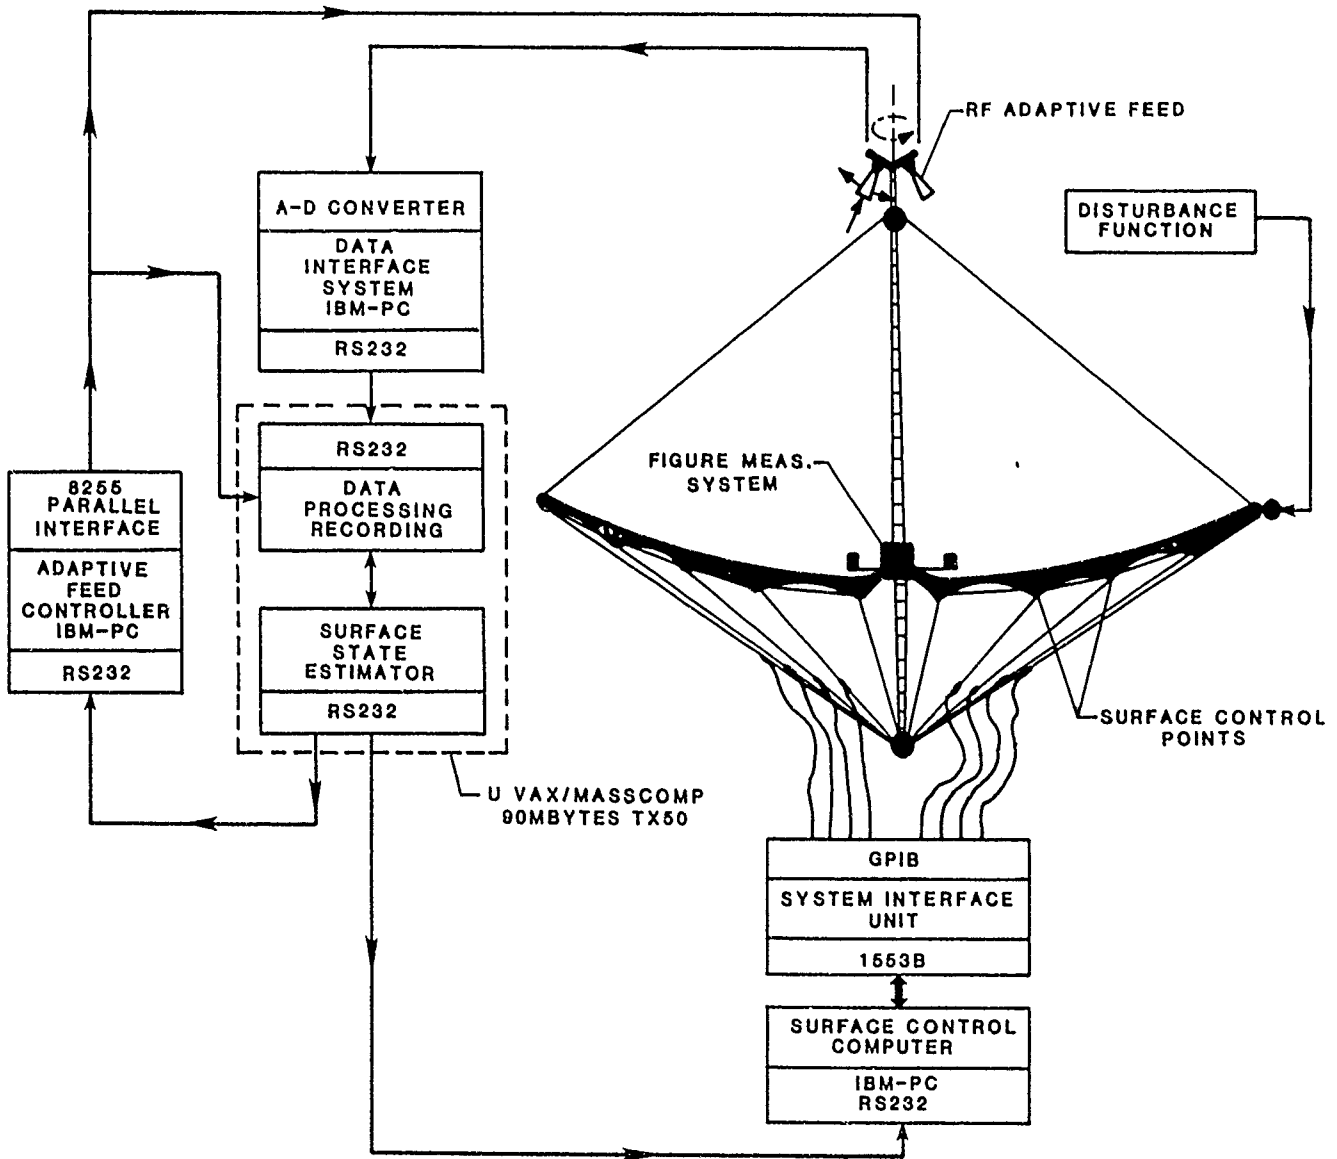 RF ADAPTIVE FEED
A-D CONVERTER
DATA
INTERFACE
SYSTEM
IBM-PC
RS232
DISTURBANCE
FUNCTION
RS232
DATA
PROCESSING
RECORDING
FIGURE MEAS.
SYSTEM
8255
PARALLEL
INTERFACE
ADAPTIVE
FEED
CONTROLLER
IBM-PC
RS232
SURFACE
STATE
ESTIMATOR
RS232
SURFACE CONTROL
POINTS
U VAX/MASSCOMP
90MBYTES TX50
GPIB
SYSTEM INTERFACE
UNIT
1553B
SURFACE CONTROL
COMPUTER
IBM-PC
RS232